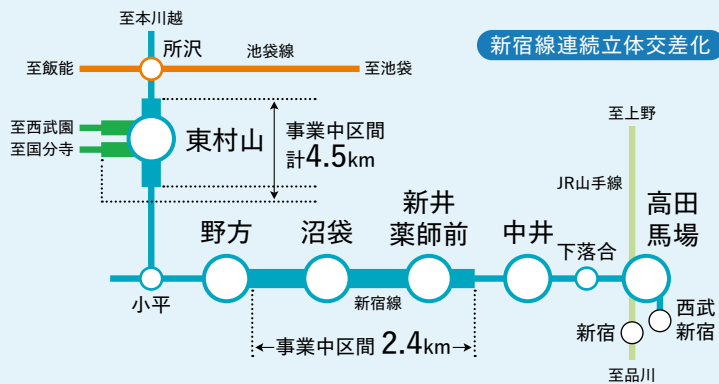 至本川越
新宿線連続立体交差化
所沢
池袋線
至飯能
至池袋
至西武園
至国分寺
東村山
事業中区間
計4.5km
至上野
JR山手線
高田
馬場
野方
沼袋
新井
薬師前
中井
下落合
小平
新宿線
西武
新宿
新宿
事業中区間 2.4km
至品川